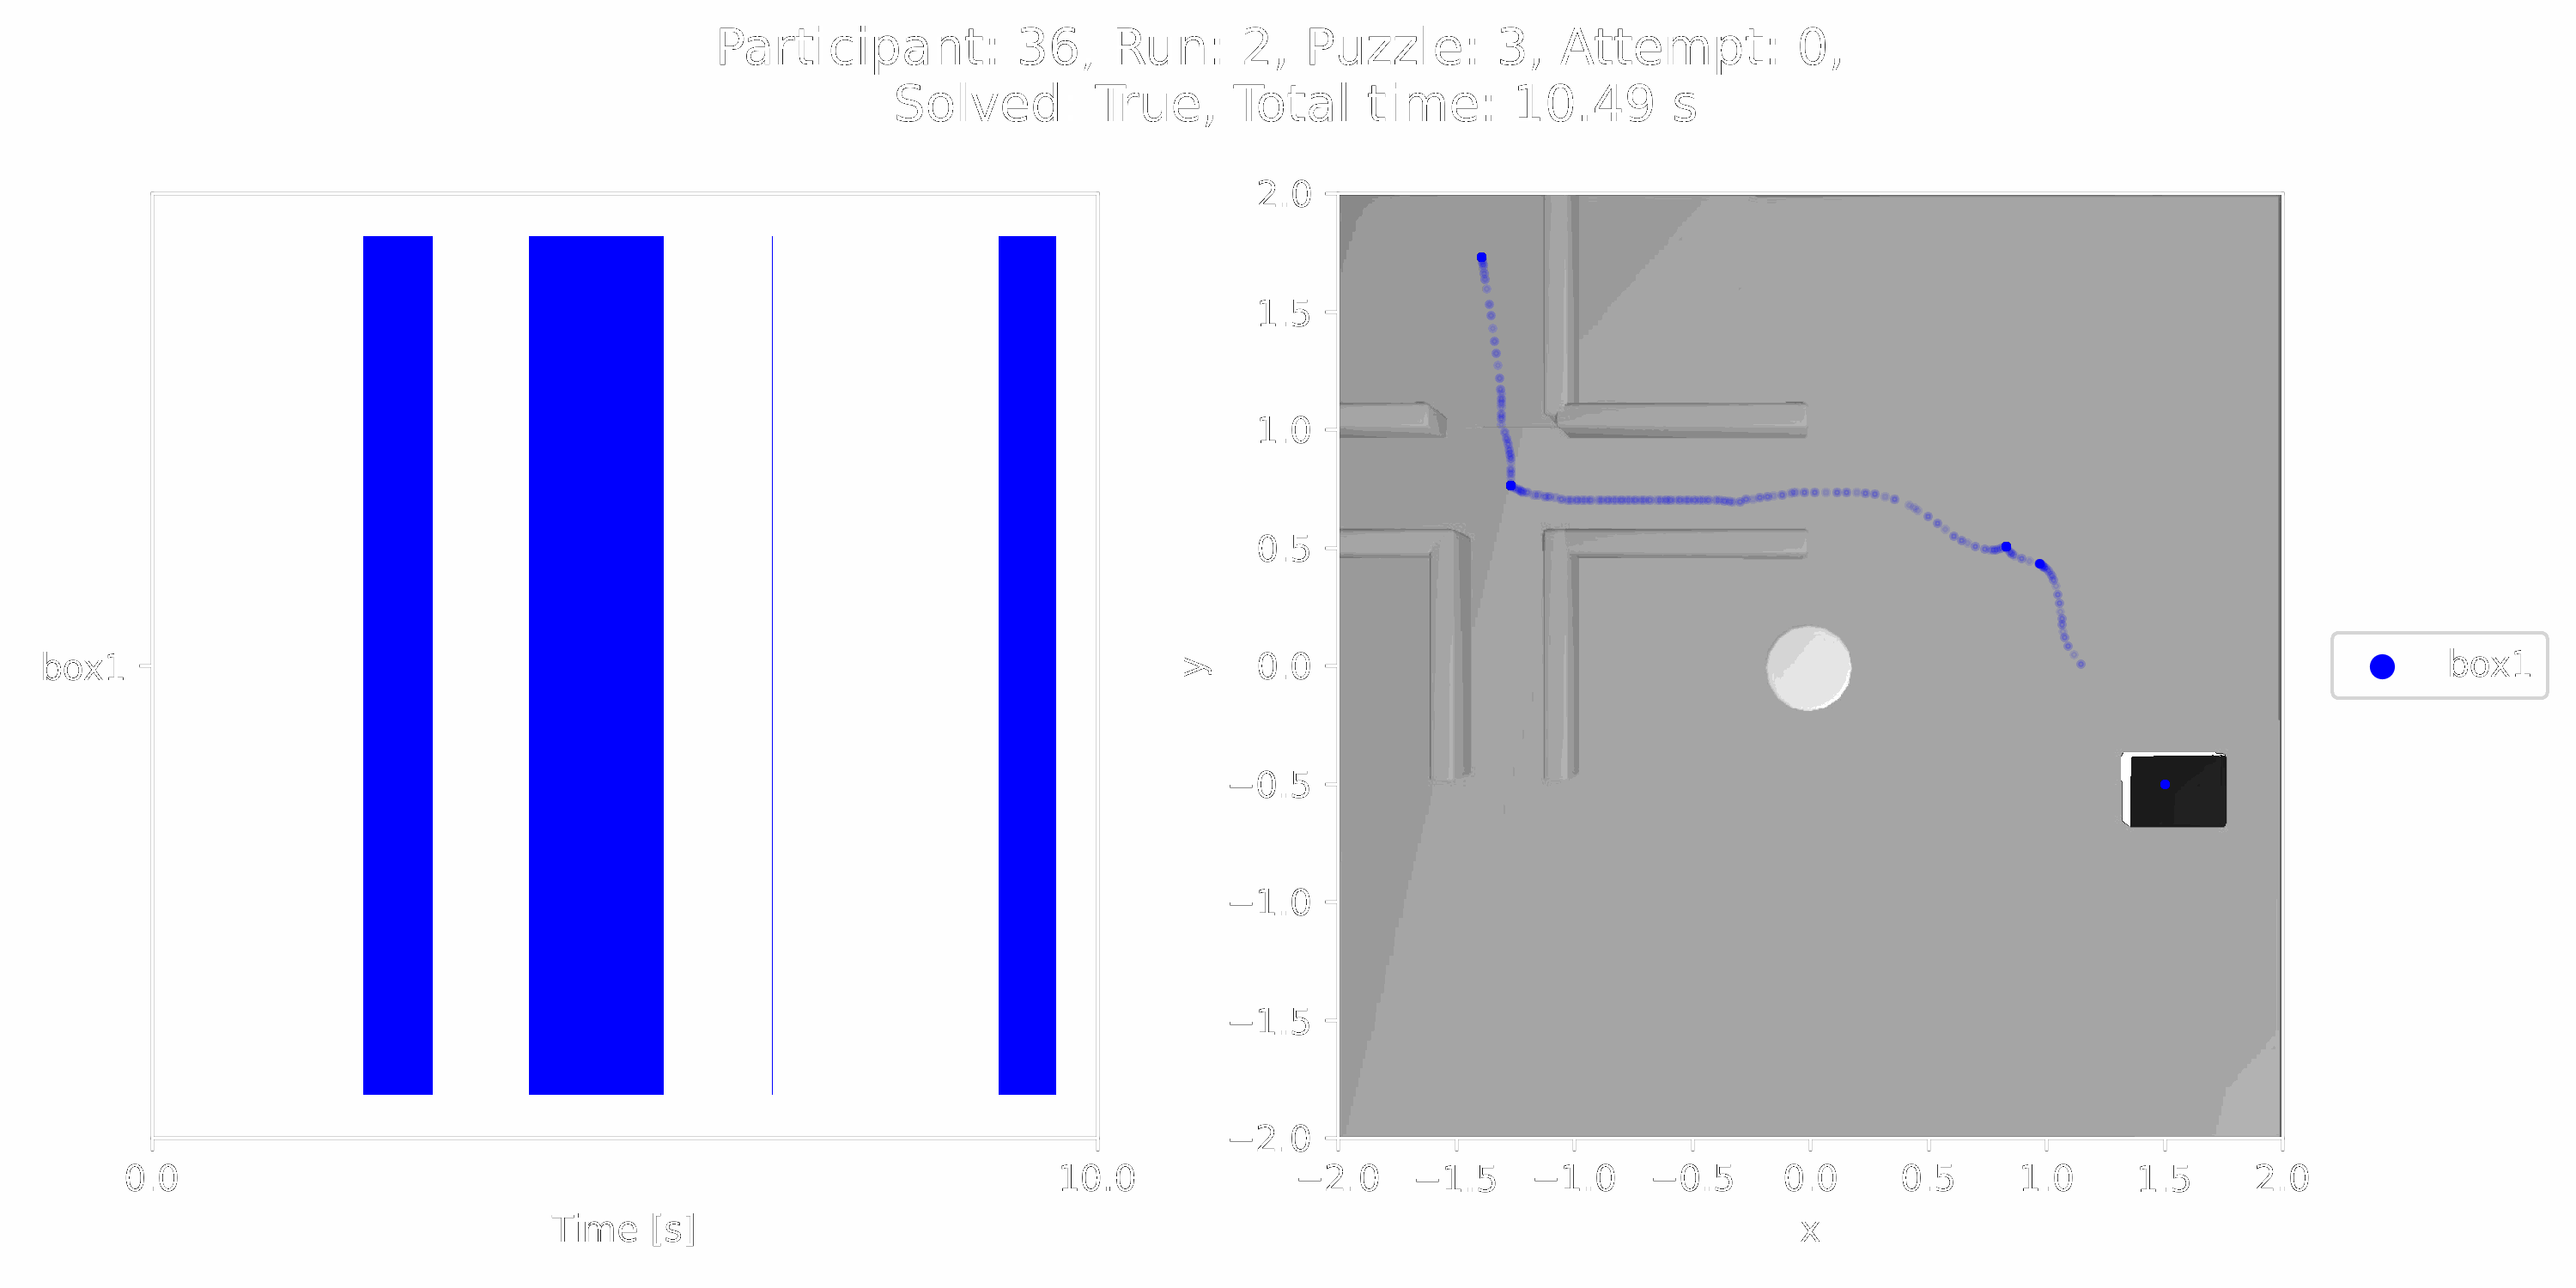 Participant: 36, Run: 2, Puzzle: 3, Attempt: 0,
Solved True, Total time: 10.49 s
box1
0.0
10.0
Time [s]
2.0
1.5
1.0
0.5
0.0
−0.5
−1.0
−1.5
−2.0
y
−2.0 −1.5 −1.0 −0.5 0.0 0.5 1.0 1.5 2.0
x
box1